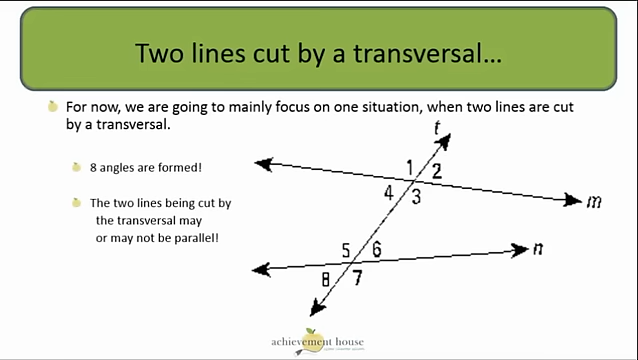 Two lines cut by a transversal…
For now, we are going to mainly focus on one situation, when two lines are cut
by a transversal.
t
8 angles are formed!
1 2
4 3
The two lines being cut by
the transversal may
or may not be parallel!
m
n
5 6
8 7
achievement house